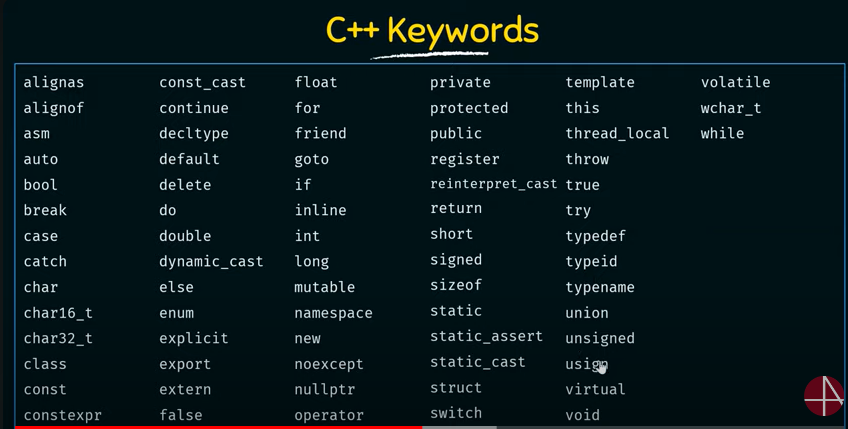 C++ Keywords
alignas
alignof
asm
auto
bool
break
case
catch
char
char16_t
char32_t
class
const
constexpr
const_cast
continue
decltype
default
delete
do
double
dynamic_cast
else
enum
explicit
export
extern
false
float
for
friend
goto
if
inline
int
long
mutable
namespace
new
noexcept
nullptr
operator
private
protected
public
register
reinterpret_cast
return
short
signed
sizeof
static
static_assert
static_cast
struct
switch
template
this
thread_local
throw
true
try
typedef
typeid
typename
union
unsigned
usign
virtual
void
volatile
wchar_t
while